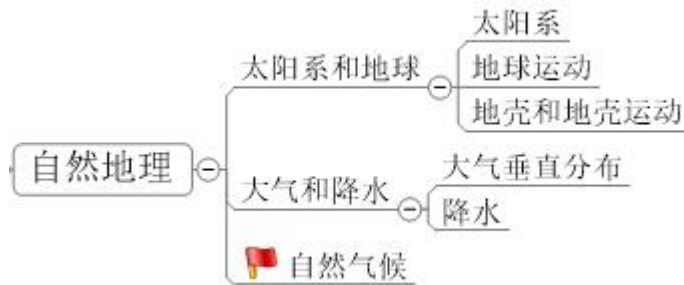 自然地理
太阳系和地球
太阳系
地球运动
地壳和地壳运动
大气和降水
大气垂直分布
降水
自然气候